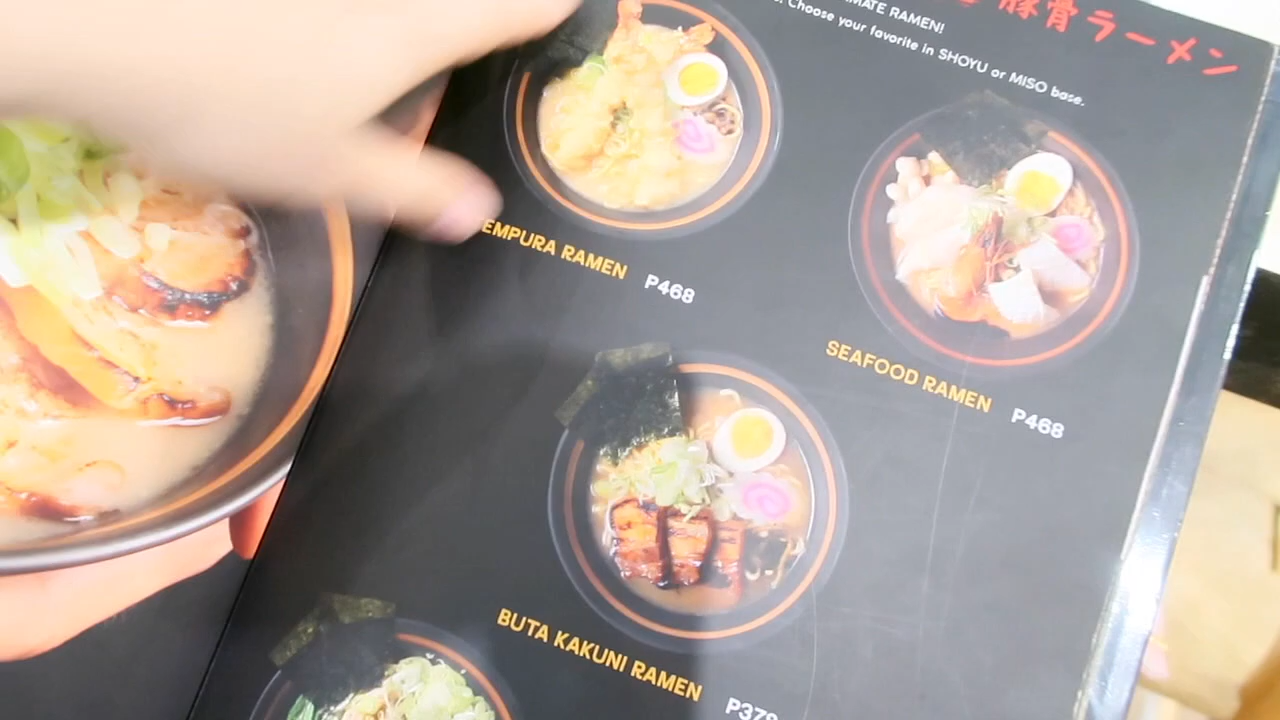 豚骨ラーメン
RAMEN!
Choose your favorite in SHOYU or MISO base.
EMPURA RAMEN P468
SEAFOOD RAMEN P468
BUTA KAKUNI RAMEN P378